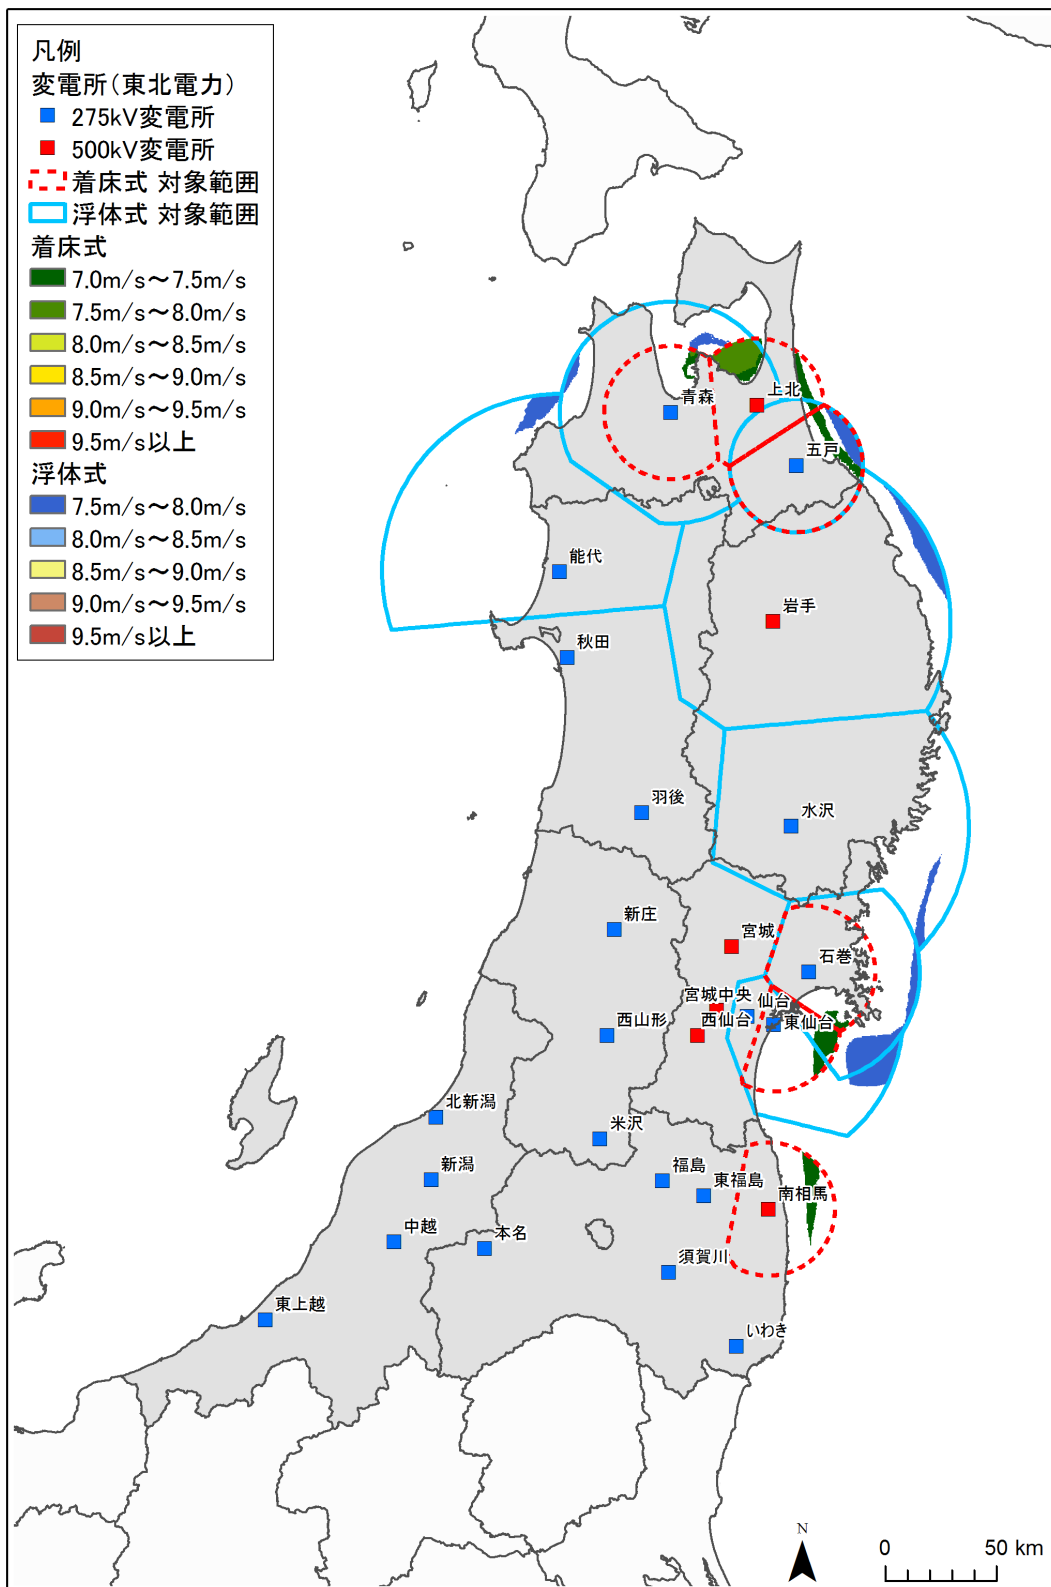 凡例
変電所(東北電力)
275kV変電所
500kV変電所
着床式 対象範囲
浮体式 対象範囲
着床式
7.0m/s～7.5m/s
7.5m/s～8.0m/s
8.0m/s～8.5m/s
8.5m/s～9.0m/s
9.0m/s～9.5m/s
9.5m/s以上
浮体式
7.5m/s～8.0m/s
8.0m/s～8.5m/s
8.5m/s～9.0m/s
9.0m/s～9.5m/s
9.5m/s以上
青森
上北
五戸
能代
岩手
秋田
羽後
水沢
新庄
宮城
石巻
宮城中央
仙台
西山形
西仙台
東仙台
北新潟
米沢
新潟
福島
東福島
南相馬
中越
本名
須賀川
東上越
いわき
N
0 50 km